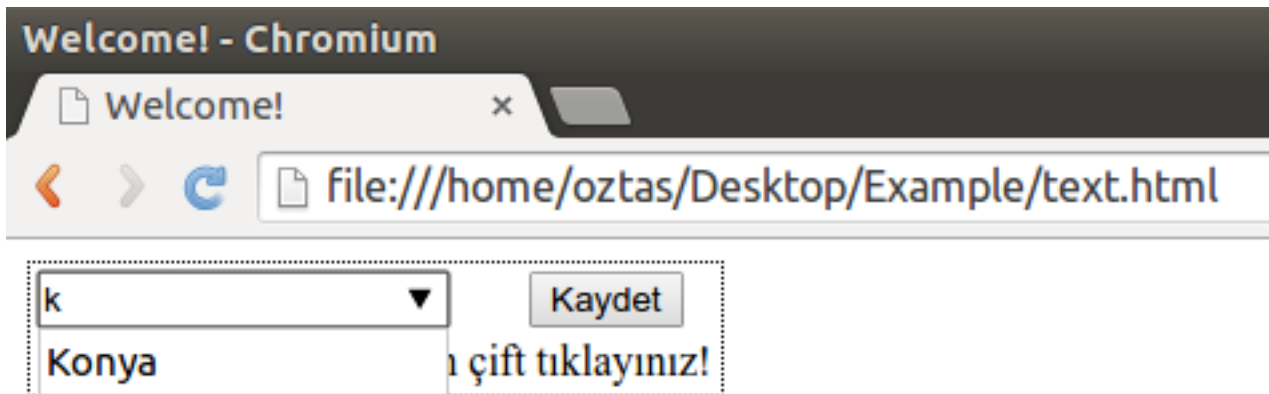 Welcome! - Chromium
Welcome!
file:///home/oztas/Desktop/Example/text.html
k Kaydet
Konya çift tıklayınız!